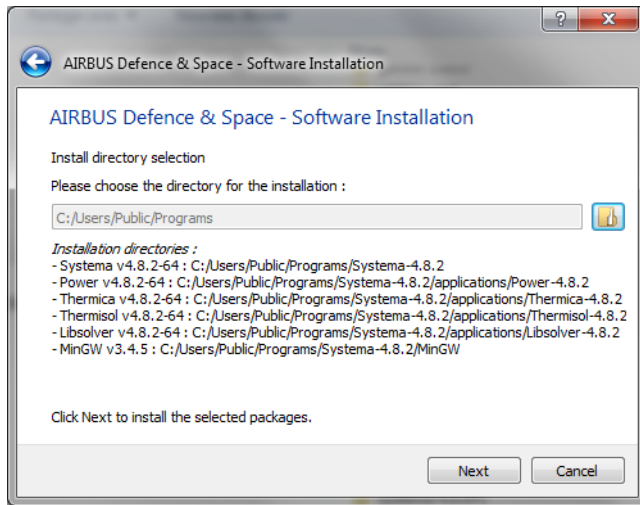 AIRBUS Defence & Space - Software Installation
AIRBUS Defence & Space - Software Installation
Install directory selection
Please choose the directory for the installation :
C:/Users/Public/Programs
Installation directories :
- Systema v4.8.2-64 : C:/Users/Public/Programs/Systema-4.8.2
- Power v4.8.2-64 : C:/Users/Public/Programs/Systema-4.8.2/applications/Power-4.8.2
- Thermica v4.8.2-64 : C:/Users/Public/Programs/Systema-4.8.2/applications/Thermica-4.8.2
- Thermisol v4.8.2-64 : C:/Users/Public/Programs/Systema-4.8.2/applications/Thermisol-4.8.2
- Libsolver v4.8.2-64 : C:/Users/Public/Programs/Systema-4.8.2/applications/Libsolver-4.8.2
- MinGW v3.4.5 : C:/Users/Public/Programs/Systema-4.8.2/MinGW
Click Next to install the selected packages.
Next Cancel